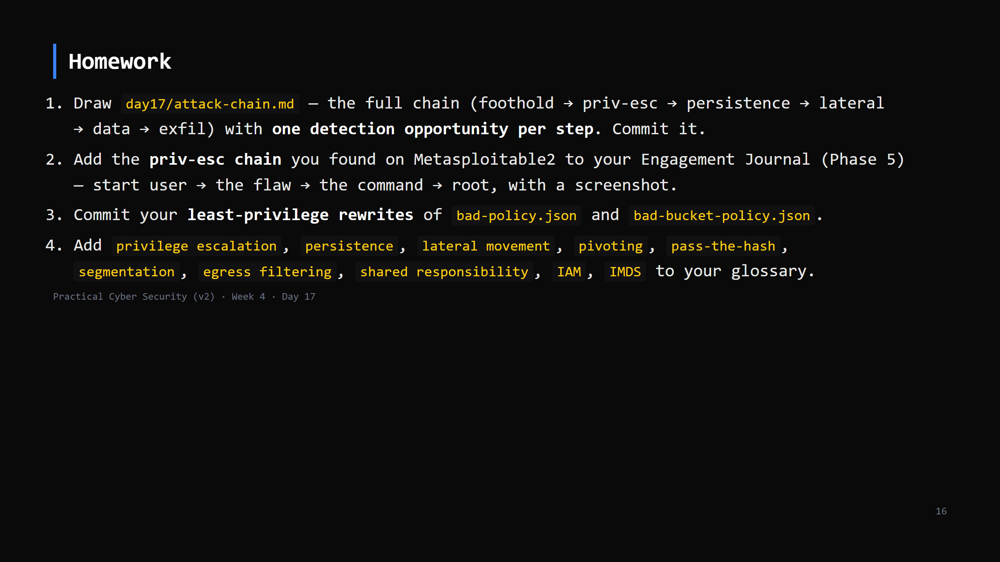 Homework
1. Draw day17/attack-chain.md — the full chain (foothold → priv-esc → persistence → lateral
→ data → exfil) with one detection opportunity per step. Commit it.
2. Add the priv-esc chain you found on Metasploitable2 to your Engagement Journal (Phase 5)
— start user → the flaw → the command → root, with a screenshot.
3. Commit your least-privilege rewrites of bad-policy.json and bad-bucket-policy.json.
4. Add privilege escalation, persistence, lateral movement, pivoting, pass-the-hash,
segmentation, egress filtering, shared responsibility, IAM, IMDS to your glossary.
Practical Cyber Security (v2) · Week 4 · Day 17
16